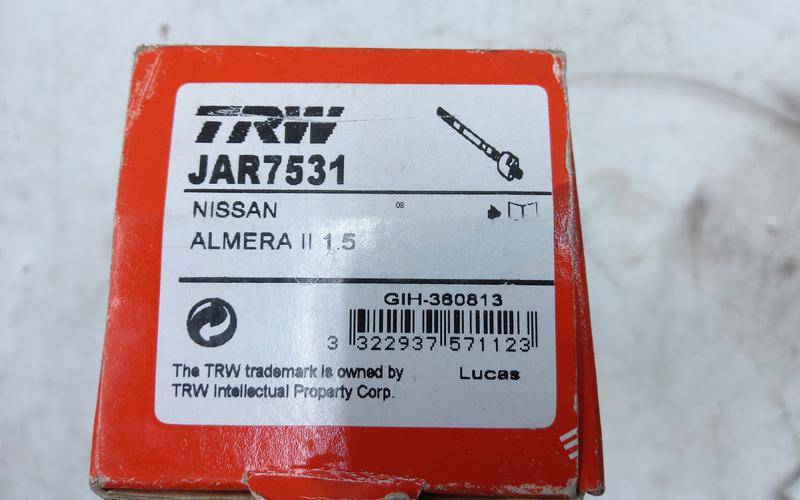 TRW
JAR7531
NISSAN 08
ALMERA II 1.5
GIH-360813
3 322937 571123
The TRW trademark is owned by
TRW Intellectual Property Corp.
Lucas